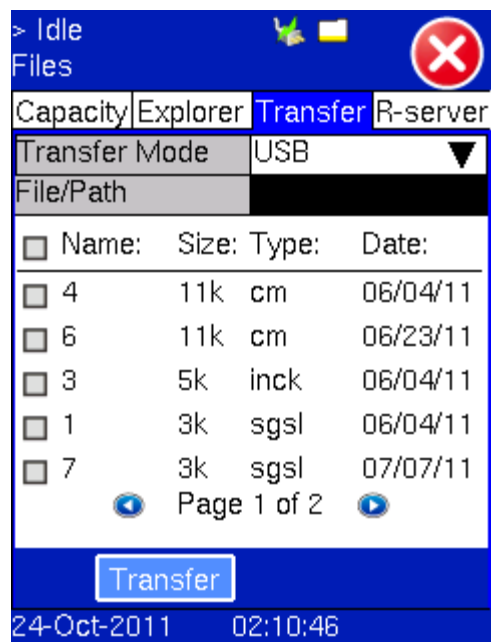 > Idle
Files
Capacity Explorer Transfer R-server
Transfer Mode USB
File/Path
Name: Size: Type: Date:
4 11k cm 06/04/11
6 11k cm 06/23/11
3 5k inck 06/04/11
1 3k sgsl 06/04/11
7 3k sgsl 07/07/11
Page 1 of 2
Transfer
24-Oct-2011 02:10:46